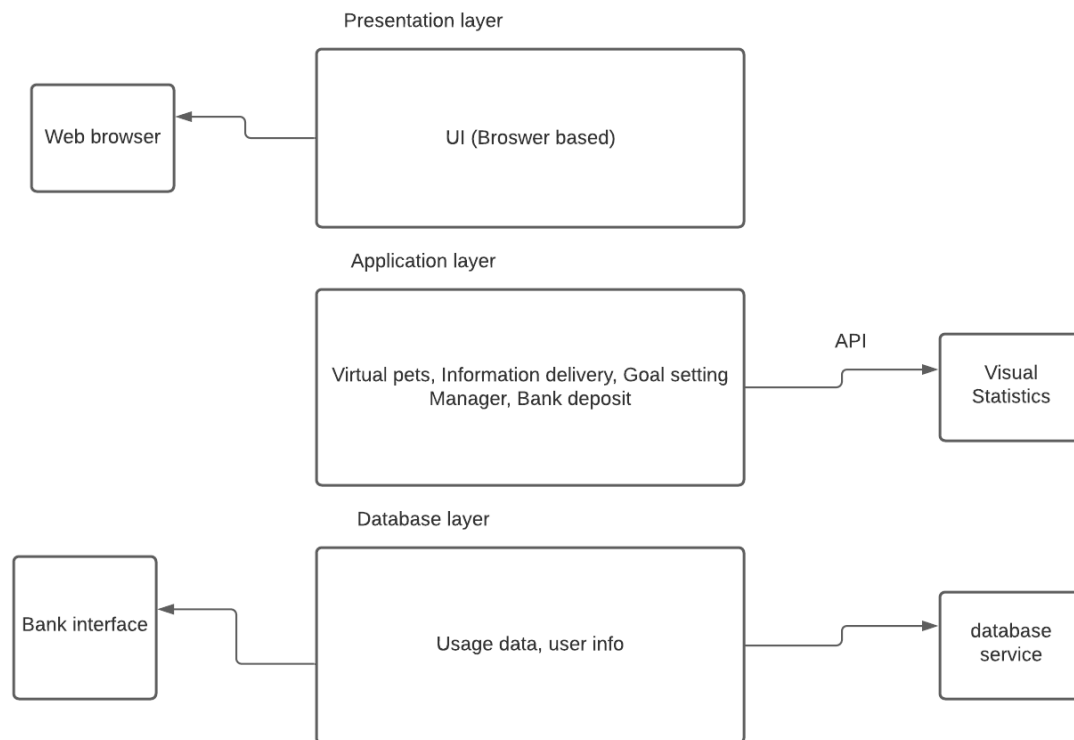 Presentation layer
Web browser
UI (Broswer based)
Application layer
Virtual pets, Information delivery, Goal setting
Manager, Bank deposit
API
Visual
Statistics
Database layer
Bank interface
Usage data, user info
database
service